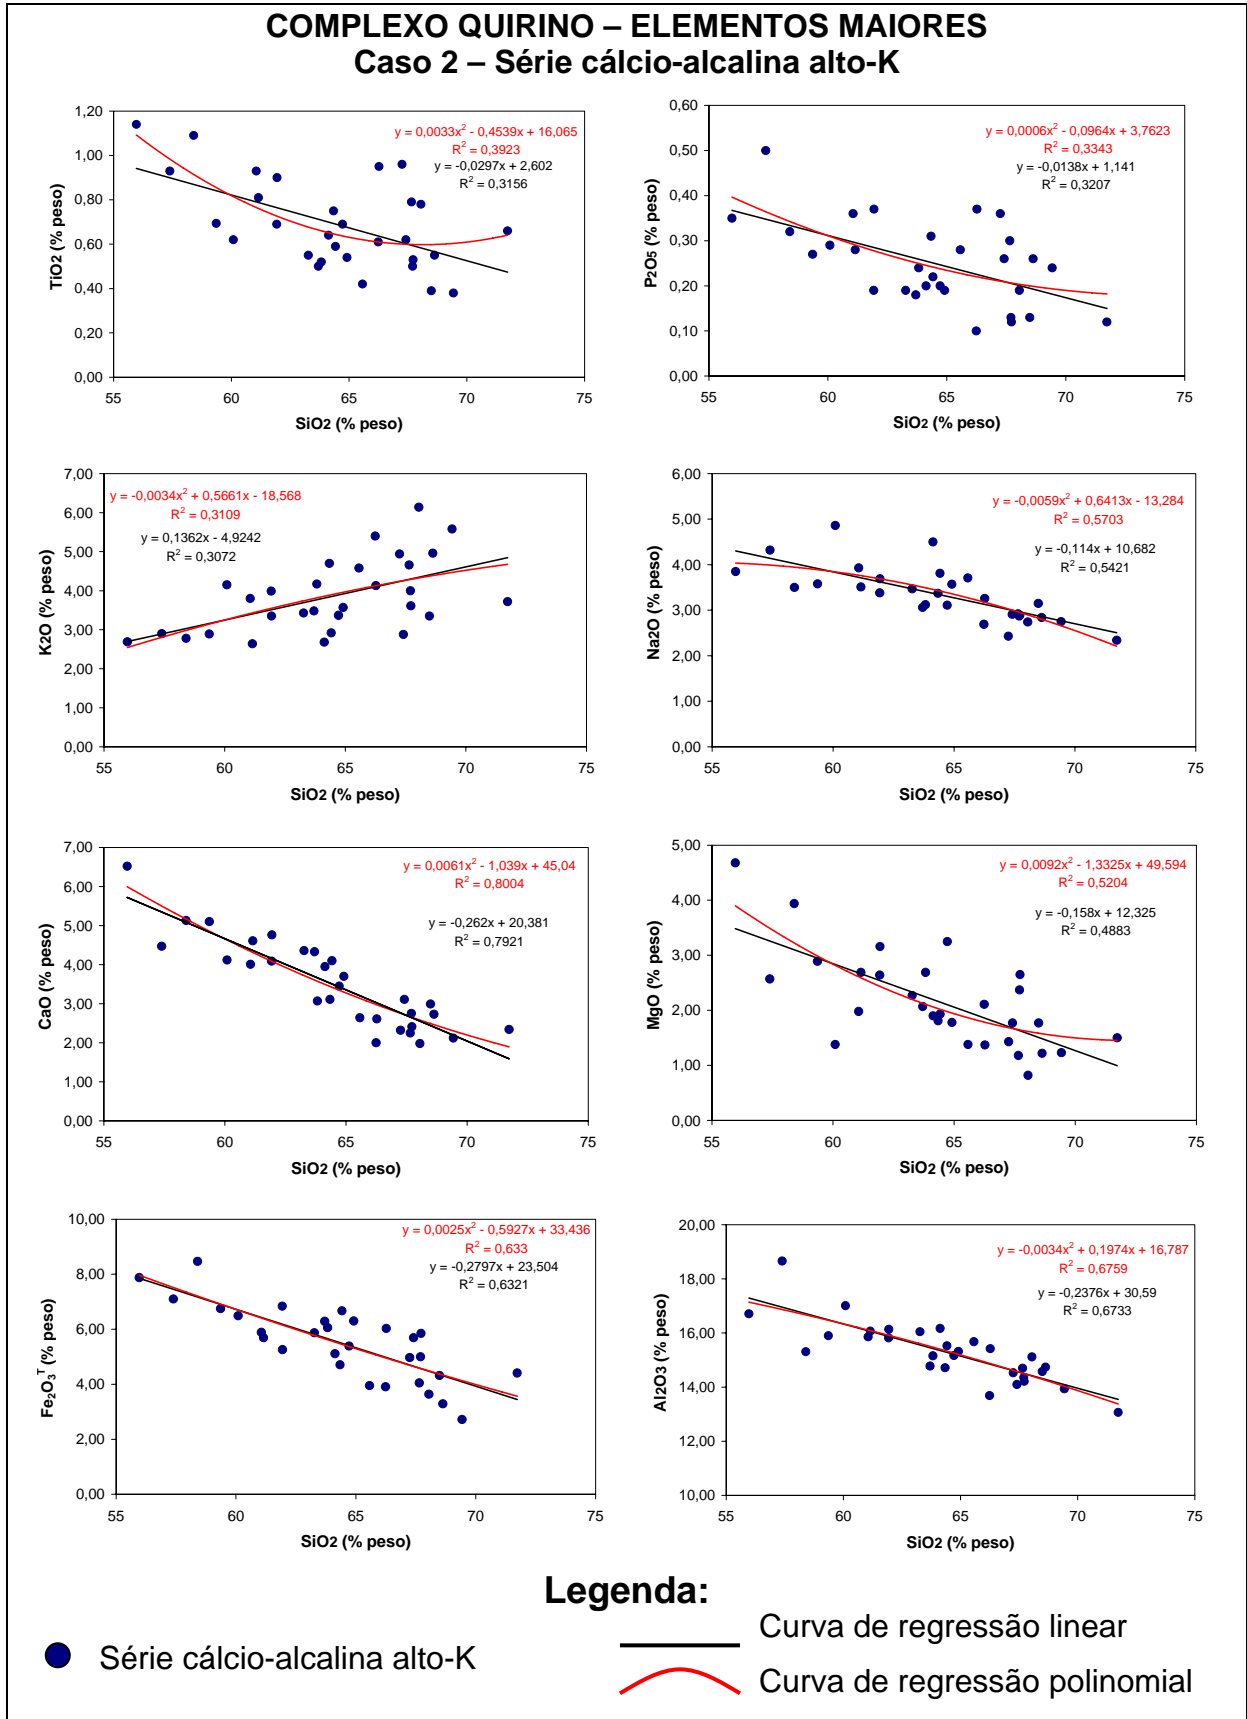 COMPLEXO QUIRINO – ELEMENTOS MAIORES
Caso 2 – Série cálcio-alcalina alto-K
y = 0,0033x² - 0,4539x + 16,065
R² = 0,3923
y = -0,0297x + 2,602
R² = 0,3156
1,20
1,00
0,80
0,60
0,40
0,20
0,00
55 60 65 70 75
TiO2 (% peso)
SiO2 (% peso)
y = 0,0006x² - 0,0964x + 3,7623
R² = 0,3343
y = -0,0138x + 1,141
R² = 0,3207
0,60
0,50
0,40
0,30
0,20
0,10
0,00
55 60 65 70 75
P2O5 (% peso)
SiO2 (% peso)
y = -0,0034x² + 0,5661x - 18,568
R² = 0,3109
y = 0,1362x - 4,9242
R² = 0,3072
7,00
6,00
5,00
4,00
3,00
2,00
1,00
0,00
55 60 65 70 75
K2O (% peso)
SiO2 (% peso)
y = -0,0059x² + 0,6413x - 13,284
R² = 0,5703
y = -0,114x + 10,682
R² = 0,5421
6,00
5,00
4,00
3,00
2,00
1,00
0,00
55 60 65 70 75
Na2O (% peso)
SiO2 (% peso)
y = 0,0061x² - 1,039x + 45,04
R² = 0,8004
y = -0,262x + 20,381
R² = 0,7921
7,00
6,00
5,00
4,00
3,00
2,00
1,00
0,00
55 60 65 70 75
CaO (% peso)
SiO2 (% peso)
y = 0,0092x² - 1,3325x + 49,594
R² = 0,5204
y = -0,158x + 12,325
R² = 0,4883
5,00
4,00
3,00
2,00
1,00
0,00
55 60 65 70 75
MgO (% peso)
SiO2 (% peso)
y = 0,0025x² - 0,5927x + 33,436
R² = 0,633
y = -0,2797x + 23,504
R² = 0,6321
10,00
8,00
6,00
4,00
2,00
0,00
55 60 65 70 75
Fe₂O₃ᵀ (% peso)
SiO2 (% peso)
y = -0,0034x² + 0,1974x + 16,787
R² = 0,6759
y = -0,2376x + 30,59
R² = 0,6733
20,00
18,00
16,00
14,00
12,00
10,00
55 60 65 70 75
Al2O3 (% peso)
SiO2 (% peso)
Legenda:
Série cálcio-alcalina alto-K
Curva de regressão linear
Curva de regressão polinomial